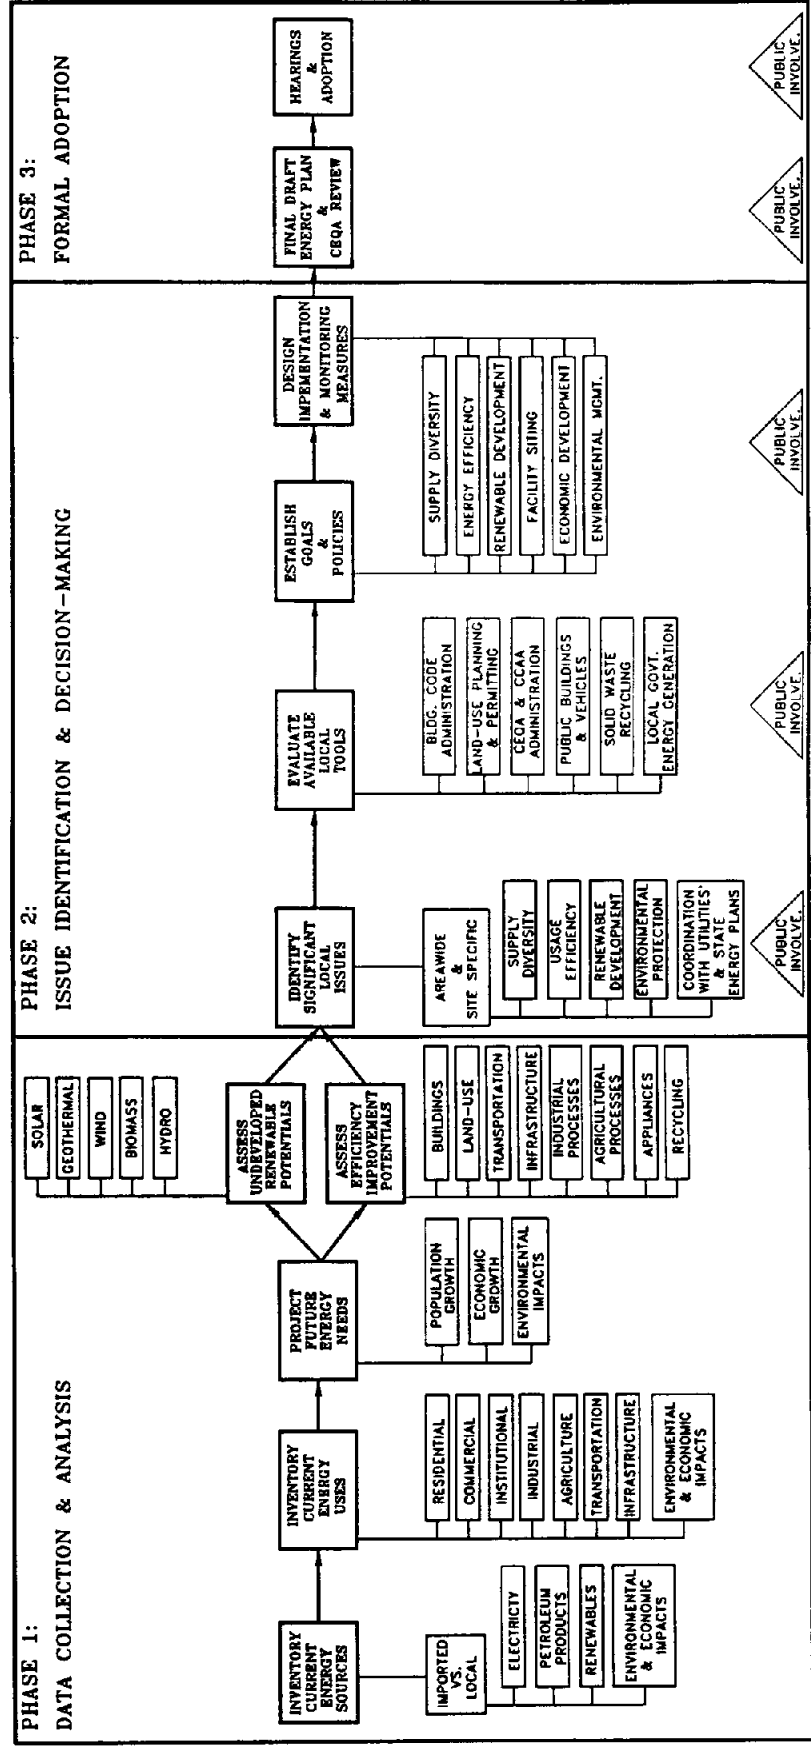 PHASE 1:
DATA COLLECTION & ANALYSIS
INVENTORY
CURRENT
ENERGY
SOURCES
IMPORTED
VS.
LOCAL
ELECTRICTY
PETROLEUM
PRODUCTS
RENEWABLES
ENVIRONMENTAL
& ECONOMIC
IMPACTS
INVENTORY
CURRENT
ENERGY
USES
RESIDENTIAL
COMMERCIAL
INSTITUTIONAL
INDUSTRIAL
AGRICULTURE
TRANSPORTATION
INFRASTRUCTURE
ENVIRONMENTAL
& ECONOMIC
IMPACTS
PROJECT
FUTURE
ENERGY
NEEDS
POPULATION
GROWTH
ECONOMIC
GROWTH
ENVIRONMENTAL
IMPACTS
SOLAR
GEOTHERMAL
WIND
BIOMASS
HYDRO
ASSESS
UNDEVELOPED
RENEWABLE
POTENTIALS
ASSESS
EFFICIENCY
IMPROVEMENT
POTENTIALS
BUILDINGS
LAND-USE
TRANSPORTATION
INFRASTRUCTURE
INDUSTRIAL
PROCESSES
AGRICULTURAL
PROCESSES
APPLIANCES
RECYCLING
PHASE 2:
ISSUE IDENTIFICATION & DECISION-MAKING
IDENTIFY
SIGNIFICANT
LOCAL
ISSUES
AREAWIDE
&
SITE SPECIFIC
SUPPLY
DIVERSITY
USAGE
EFFICIENCY
RENEWABLE
DEVELOPMENT
ENVIRONMENTAL
PROTECTION
COORDINATION
WITH UTILITIES'
& STATE
ENERGY PLANS
PUBLIC
INVOLVE.
EVALUATE
AVAILABLE
LOCAL
TOOLS
BLDG. CODE
ADMINISTRATION
LAND-USE PLANNING
& PERMITTING
CEQA & CCAA
ADMINISTRATION
PUBLIC BUILDINGS
& VEHICLES
SOLID WASTE
RECYCLING
LOCAL GOVT.
ENERGY GENERATION
PUBLIC
INVOLVE.
ESTABLISH
GOALS
&
POLICIES
DESIGN
IMPEMENTATION
& MONITORING
MEASURES
SUPPLY DIVERSITY
ENERGY EFFICIENCY
RENEWABLE DEVELOPMENT
FACILITY SITING
ECONOMIC DEVELOPMENT
ENVIRONMENTAL MGMT.
PUBLIC
INVOLVE.
PHASE 3:
FORMAL ADOPTION
FINAL DRAFT
ENERGY PLAN
&
CEQA REVIEW
PUBLIC
INVOLVE.
HEARINGS
&
ADOPTION
PUBLIC
INVOLVE.